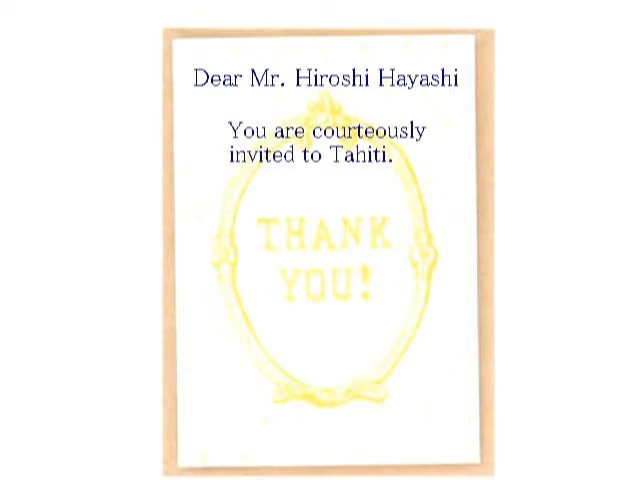 Dear Mr. Hiroshi Hayashi
You are courteously
invited to Tahiti.
THANK
YOU!